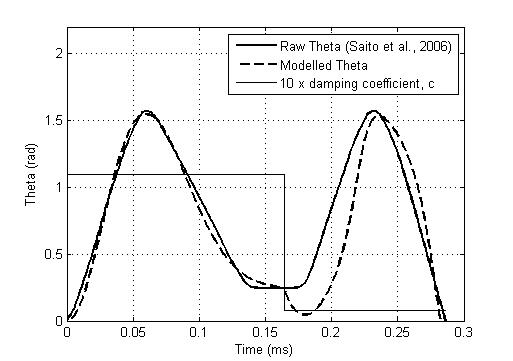 Raw Theta (Saito et al., 2006)
Modelled Theta
10 x damping coefficient, c
2
1.5
1
0.5
0
Theta (rad)
0
0.05
0.1
0.15
0.2
0.25
0.3
Time (ms)